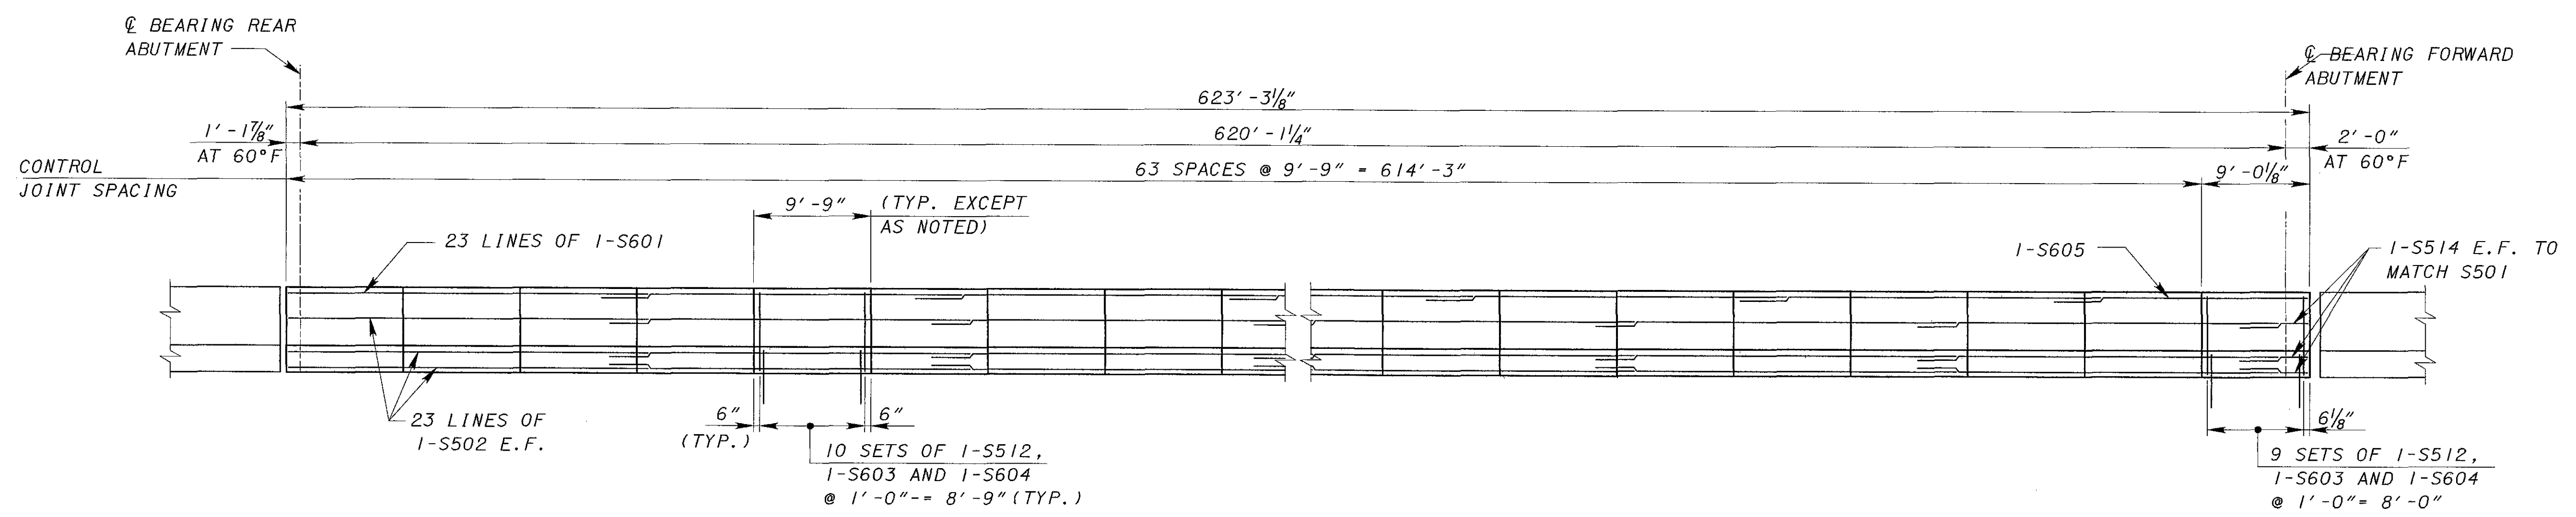 ℄ BEARING REAR
ABUTMENT
℄ BEARING FORWARD
ABUTMENT
623'-3⅛"
1'-1⅞"
AT 60°F
620'-1¼"
2'-0"
AT 60°F
CONTROL
JOINT SPACING
63 SPACES @ 9'-9" = 614'-3"
9'-0⅛"
9'-9"
(TYP. EXCEPT
AS NOTED)
23 LINES OF 1-S601
1-S605
1-S514 E.F. TO
MATCH S501
23 LINES OF
1-S502 E.F.
6"
(TYP.)
6"
10 SETS OF 1-S512,
1-S603 AND 1-S604
@ 1'-0"-= 8'-9"(TYP.)
6⅛"
9 SETS OF 1-S512,
1-S603 AND 1-S604
@ 1'-0"= 8'-0"